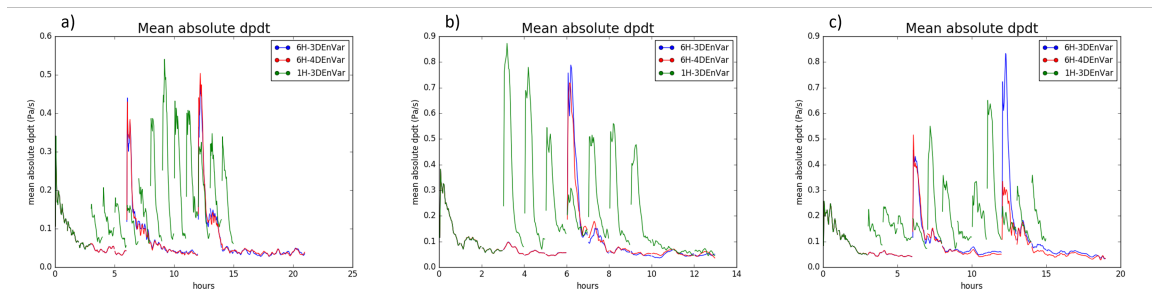 a)
Mean absolute dpdt
mean absolute dpdt (Pa/s)
0.6
0.5
0.4
0.3
0.2
0.1
0.0
0 5 10 15 20 25
hours
6H-3DEnVar
6H-4DEnVar
1H-3DEnVar
b)
Mean absolute dpdt
mean absolute dpdt (Pa/s)
0.9
0.8
0.7
0.6
0.5
0.4
0.3
0.2
0.1
0.0
0 2 4 6 8 10 12 14
hours
6H-3DEnVar
6H-4DEnVar
1H-3DEnVar
c)
Mean absolute dpdt
mean absolute dpdt (Pa/s)
0.9
0.8
0.7
0.6
0.5
0.4
0.3
0.2
0.1
0.0
0 5 10 15 20
hours
6H-3DEnVar
6H-4DEnVar
1H-3DEnVar